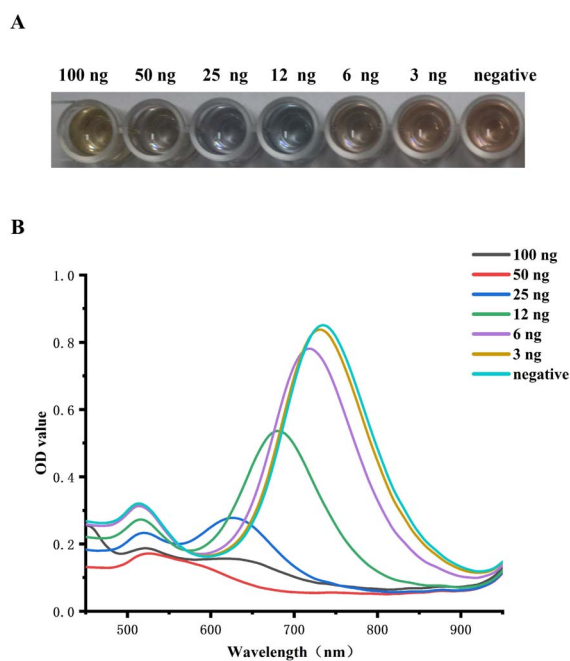 A
100 ng 50 ng 25 ng 12 ng 6 ng 3 ng negative
B
100 ng
50 ng
25 ng
12 ng
6 ng
3 ng
negative
1.0
0.8
0.6
0.4
0.2
0.0
OD value
500 600 700 800 900
Wavelength（nm）